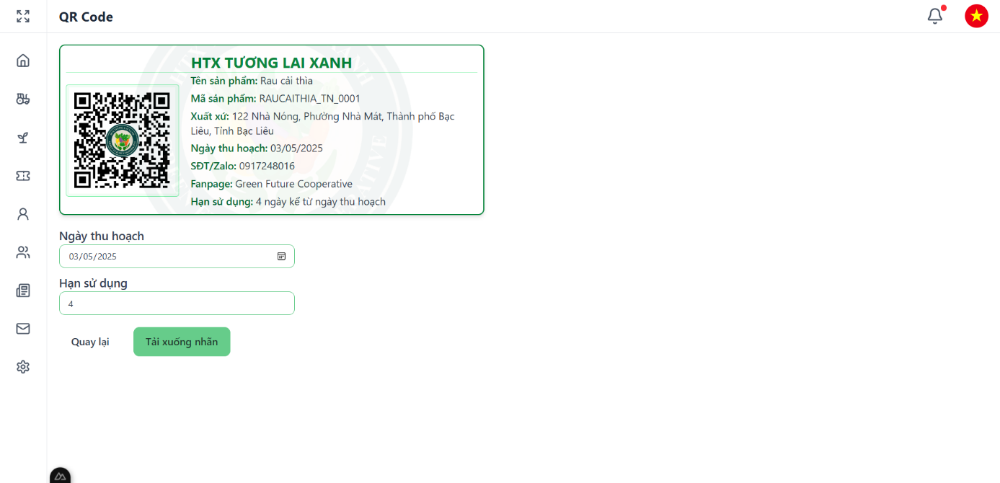 QR Code
HTX TƯƠNG LAI XANH
Tên sản phẩm: Rau cải thìa
Mã sản phẩm: RAUCAITHIA_TN_0001
Xuất xứ: 122 Nhà Nóng, Phường Nhà Mát, Thành phố Bạc
Liêu, Tỉnh Bạc Liêu
Ngày thu hoạch: 03/05/2025
SĐT/Zalo: 0917248016
Fanpage: Green Future Cooperative
Hạn sử dụng: 4 ngày kể từ ngày thu hoạch
Ngày thu hoạch
03/05/2025
Hạn sử dụng
4
Quay lại
Tải xuống nhãn